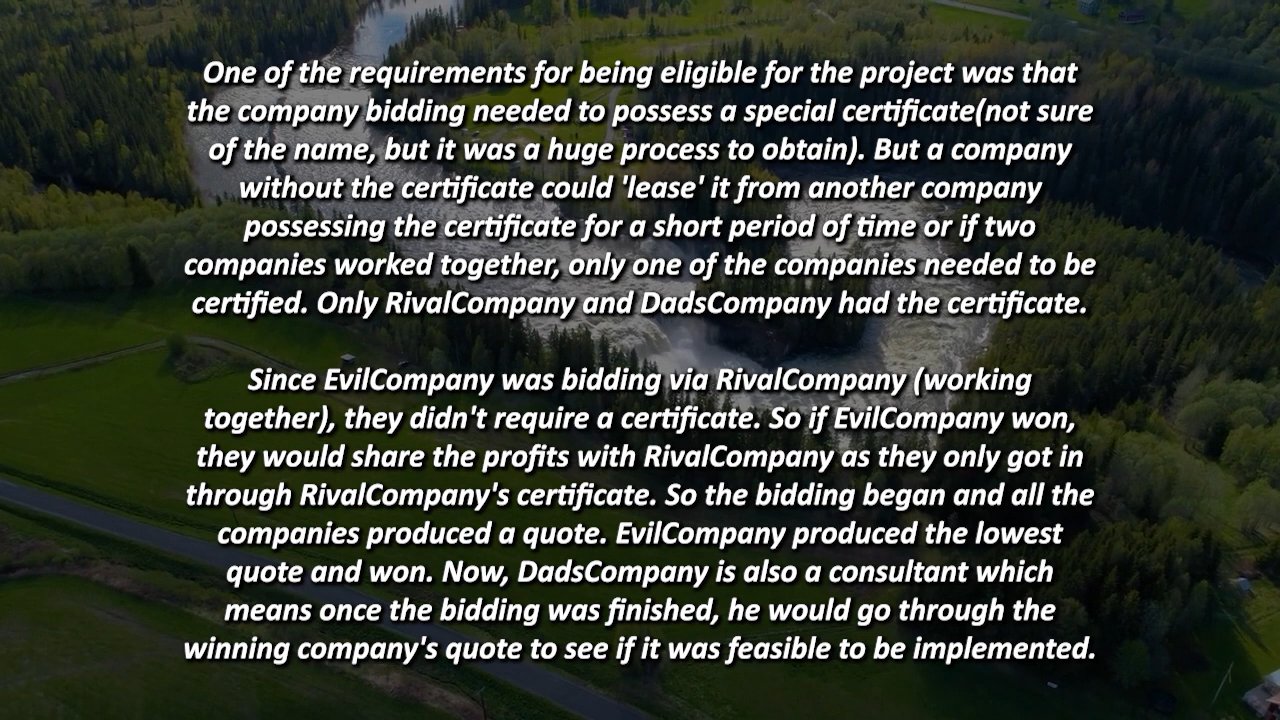 One of the requirements for being eligible for the project was that
the company bidding needed to possess a special certificate(not sure
of the name, but it was a huge process to obtain). But a company
without the certificate could 'lease' it from another company
possessing the certificate for a short period of time or if two
companies worked together, only one of the companies needed to be
certified. Only RivalCompany and DadsCompany had the certificate.
Since EvilCompany was bidding via RivalCompany (working
together), they didn't require a certificate. So if EvilCompany won,
they would share the profits with RivalCompany as they only got in
through RivalCompany's certificate. So the bidding began and all the
companies produced a quote. EvilCompany produced the lowest
quote and won. Now, DadsCompany is also a consultant which
means once the bidding was finished, he would go through the
winning company's quote to see if it was feasible to be implemented.